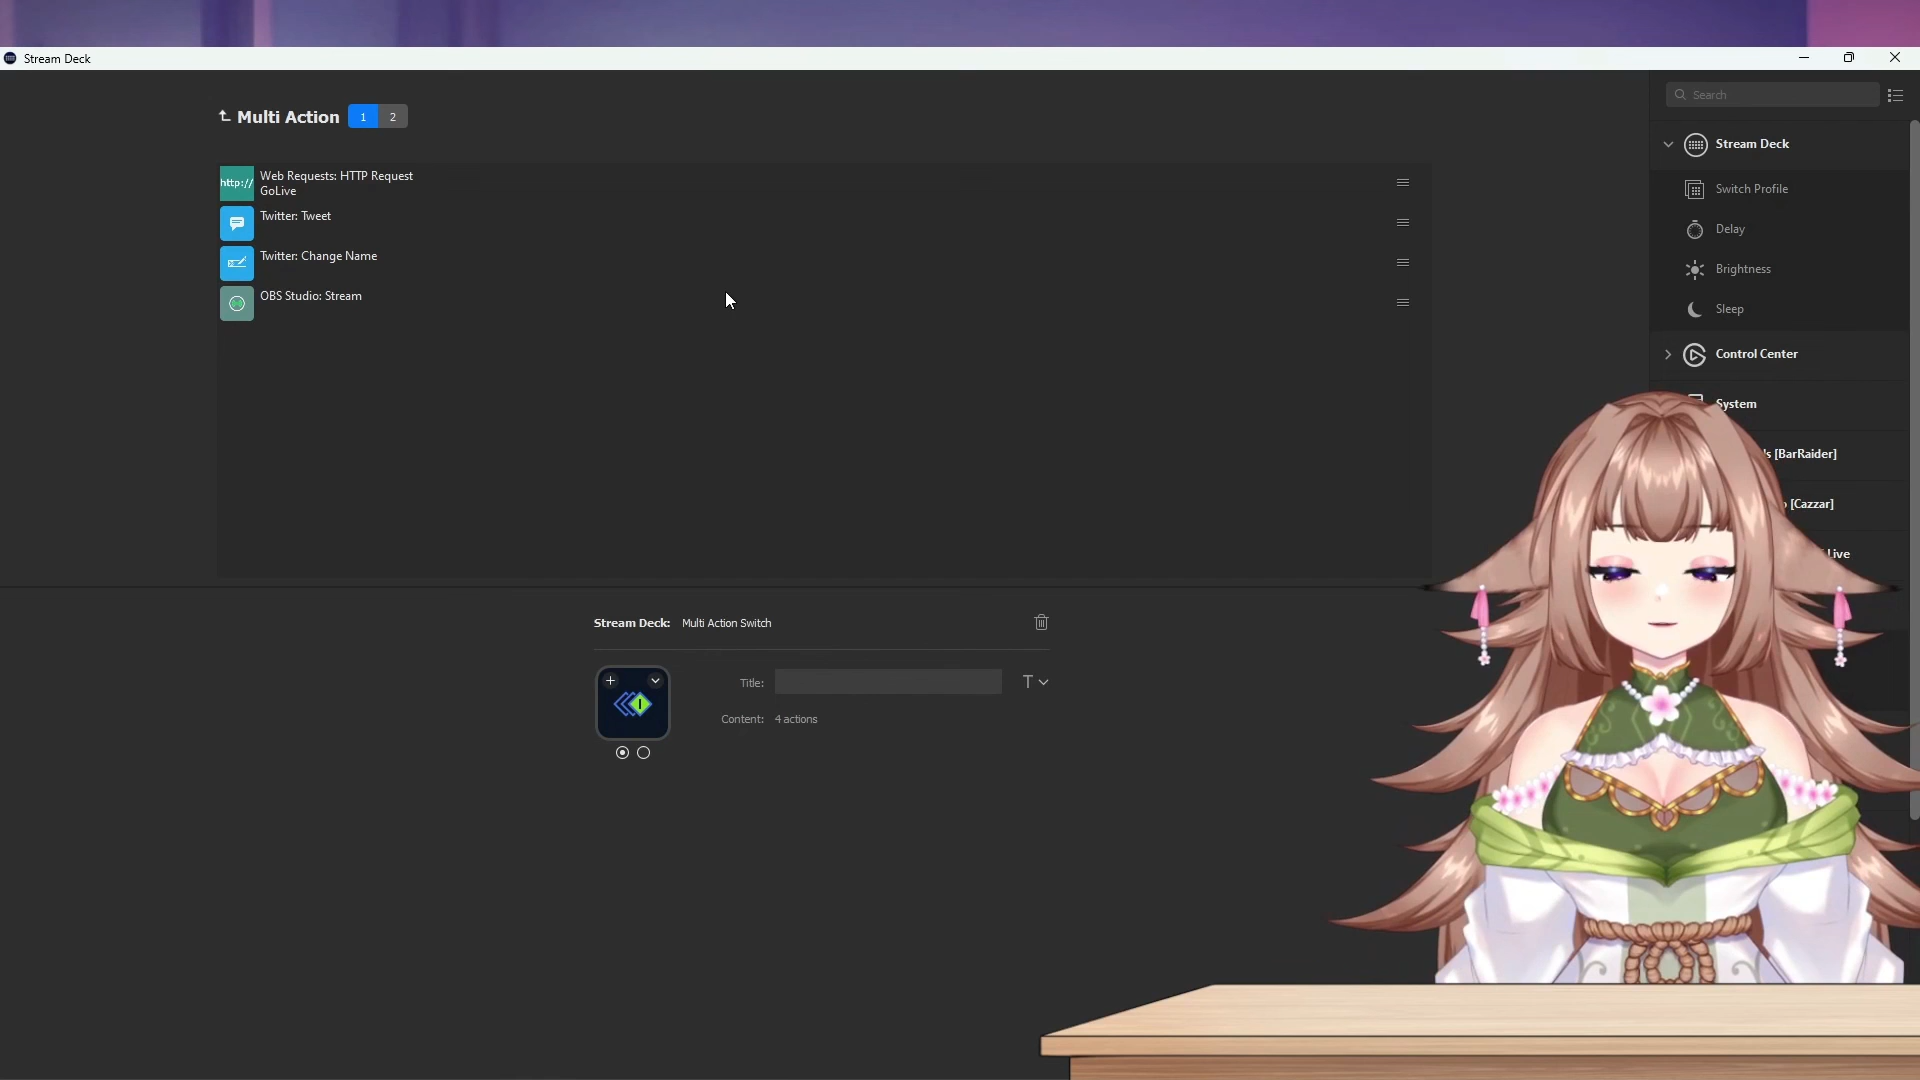 Stream Deck
Multi Action 1 2
http:// Web Requests: HTTP Request
GoLive
Twitter: Tweet
Twitter: Change Name
OBS Studio: Stream
Stream Deck: Multi Action Switch
Title:
T
Content: 4 actions
Search
Stream Deck
Switch Profile
Delay
Brightness
Sleep
Control Center
System
[BarRaider]
[Cazzar]
Live